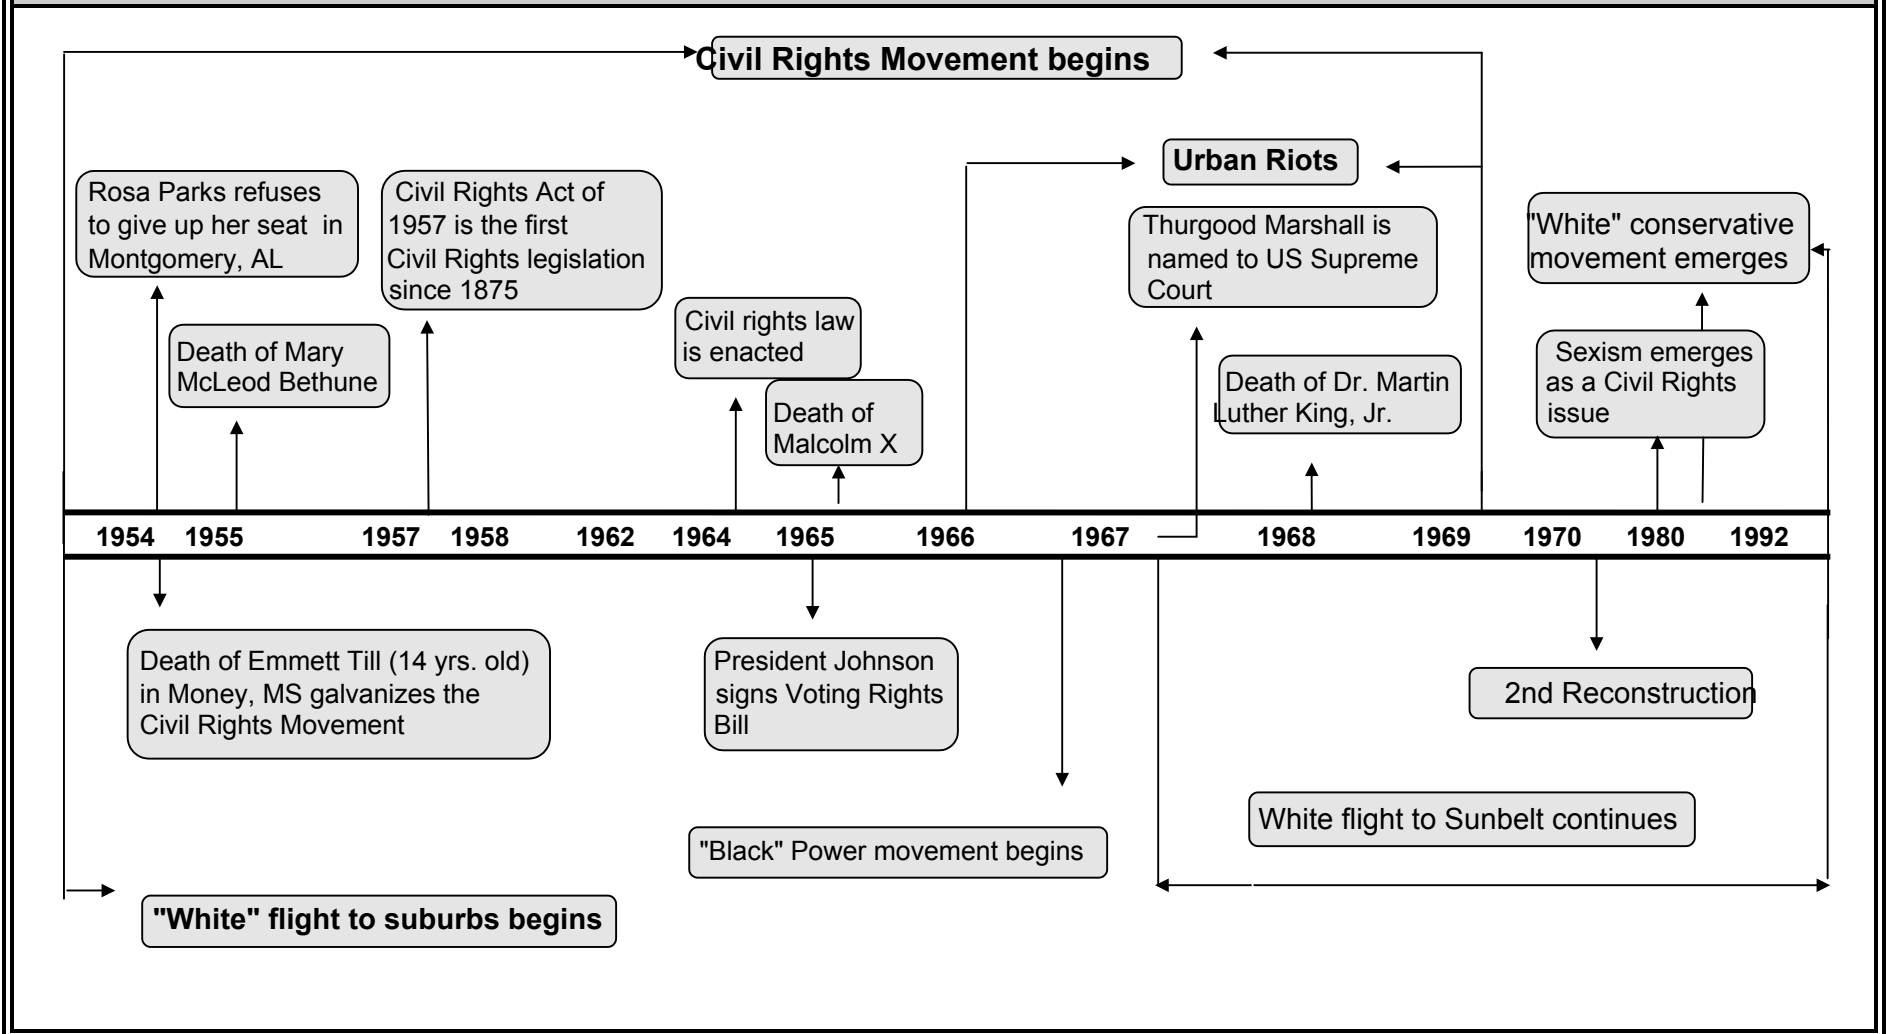 Civil Rights Movement begins
Urban Riots
Rosa Parks refuses
to give up her seat in
Montgomery, AL
Civil Rights Act of
1957 is the first
Civil Rights legislation
since 1875
Thurgood Marshall is
named to US Supreme
Court
"White" conservative
movement emerges
Death of Mary
McLeod Bethune
Civil rights law
is enacted
Death of
Malcolm X
Death of Dr. Martin
Luther King, Jr.
Sexism emerges
as a Civil Rights
issue
1954 1955 1957 1958 1962 1964 1965 1966 1967 1968 1969 1970 1980 1992
Death of Emmett Till (14 yrs. old)
in Money, MS galvanizes the
Civil Rights Movement
President Johnson
signs Voting Rights
Bill
2nd Reconstruction
White flight to Sunbelt continues
"Black" Power movement begins
"White" flight to suburbs begins